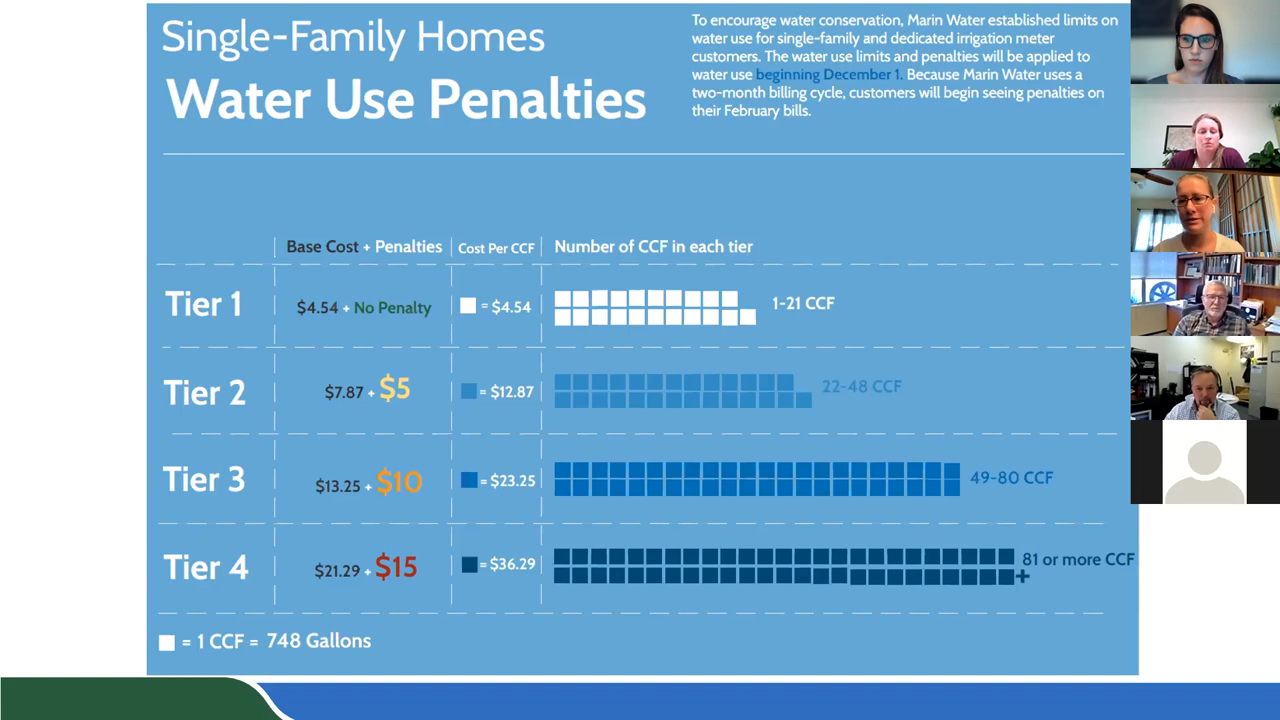 Single-Family Homes
Water Use Penalties
To encourage water conservation, Marin Water established limits on
water use for single-family and dedicated irrigation meter
customers. The water use limits and penalties will be applied to
water use beginning December 1. Because Marin Water uses a
two-month billing cycle, customers will begin seeing penalties on
their February bills.
Base Cost + Penalties Cost Per CCF Number of CCF in each tier
Tier 1 $4.54 + No Penalty = $4.54 1-21 CCF
Tier 2 $7.87 + $5 = $12.87 22-48 CCF
Tier 3 $13.25 + $10 = $23.25 49-80 CCF
Tier 4 $21.29 + $15 = $36.29 81 or more CCF
+
= 1 CCF = 748 Gallons